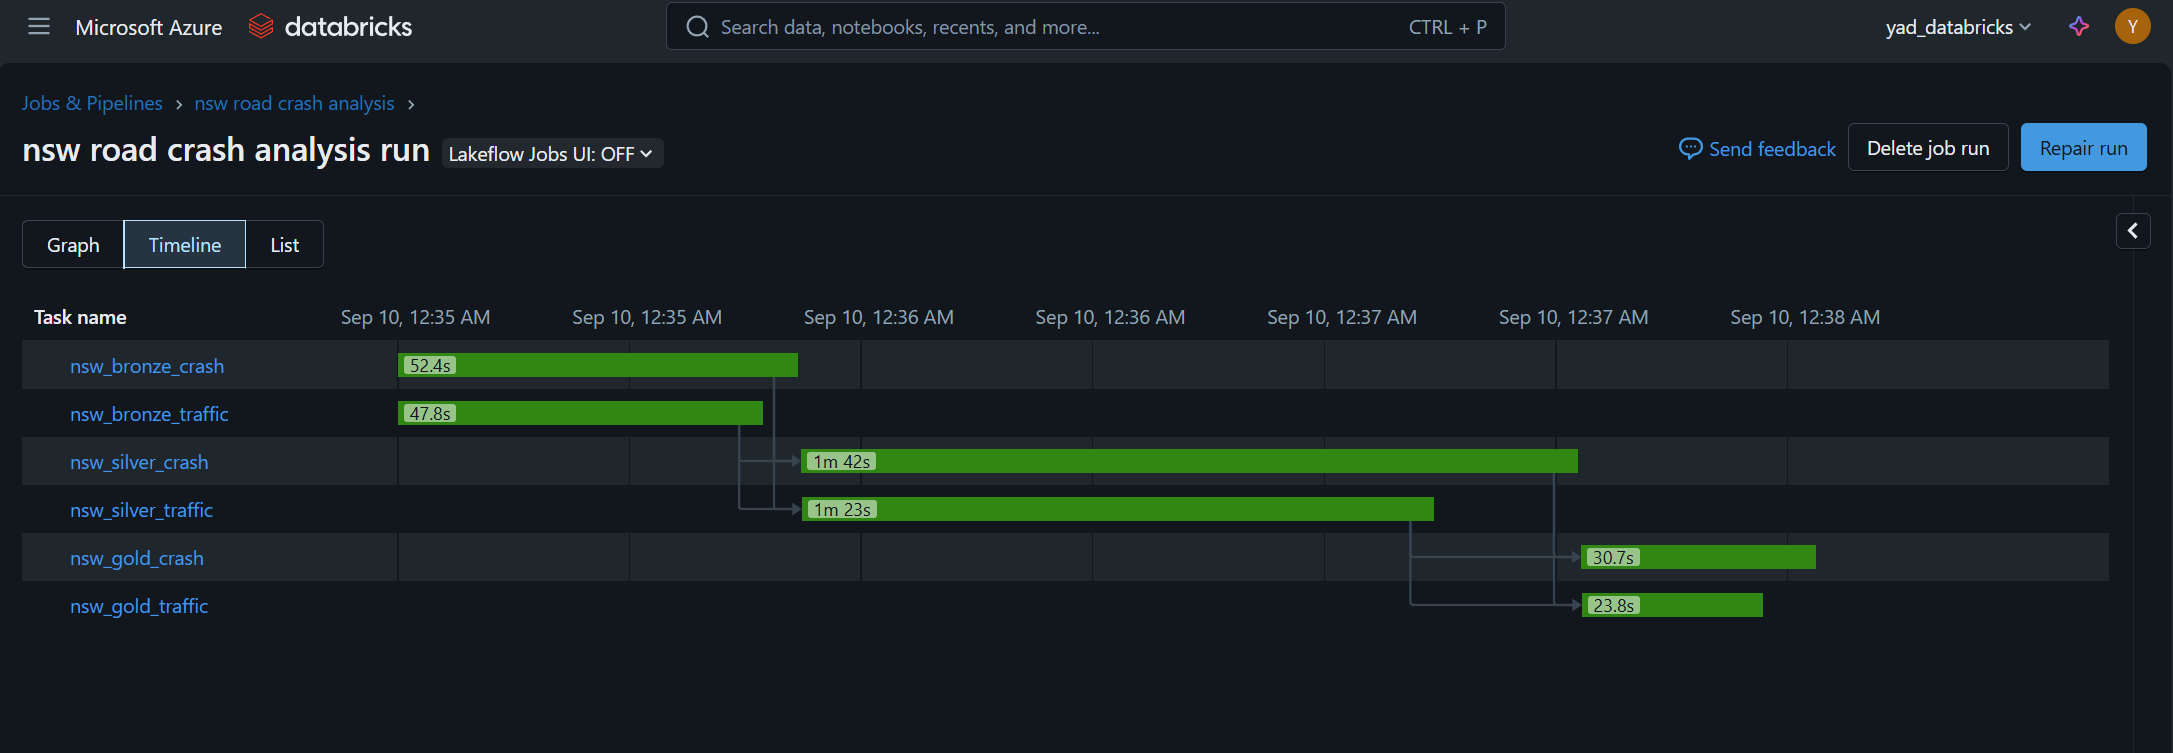 Microsoft Azure databricks Search data, notebooks, recents, and more... CTRL + P yad_databricks Y
Jobs & Pipelines > nsw road crash analysis >
nsw road crash analysis run Lakeflow Jobs UI: OFF Send feedback Delete job run Repair run
Graph Timeline List
Task name Sep 10, 12:35 AM Sep 10, 12:35 AM Sep 10, 12:36 AM Sep 10, 12:36 AM Sep 10, 12:37 AM Sep 10, 12:37 AM Sep 10, 12:38 AM
nsw_bronze_crash 52.4s
nsw_bronze_traffic 47.8s
nsw_silver_crash 1m 42s
nsw_silver_traffic 1m 23s
nsw_gold_crash 30.7s
nsw_gold_traffic 23.8s